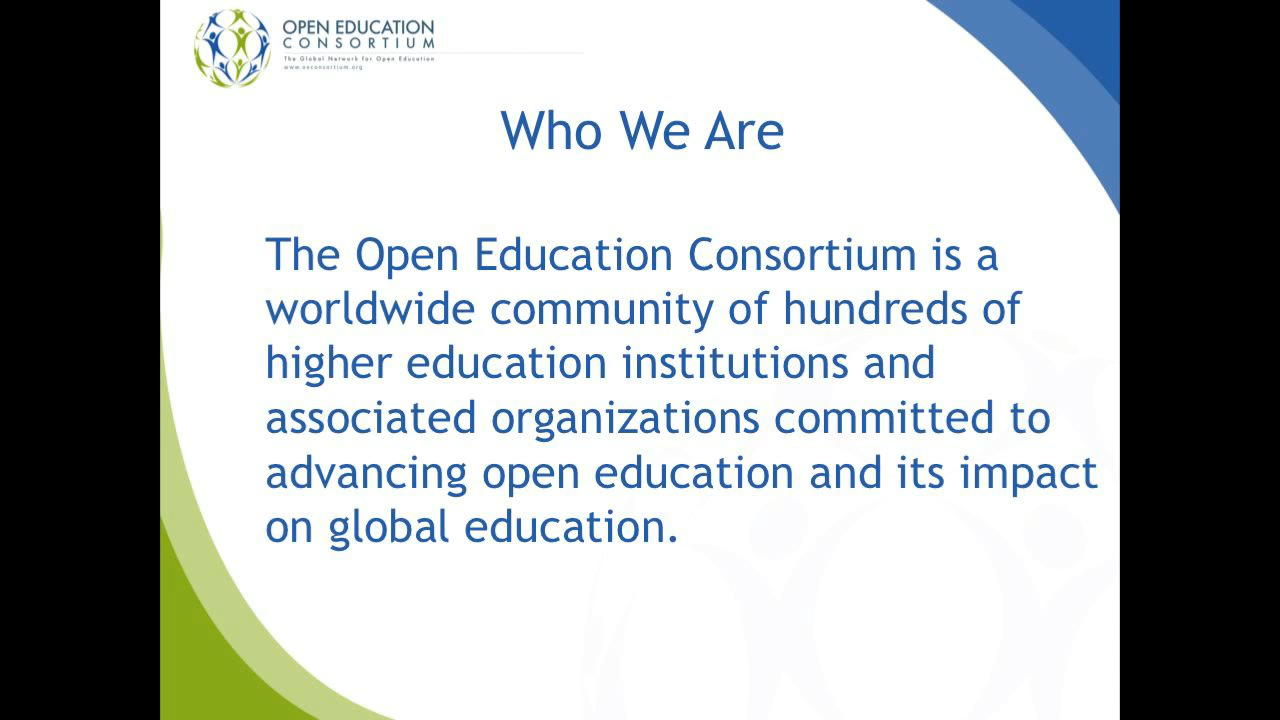 OPEN EDUCATION
CONSORTIUM
The Global Network for Open Education
www.oeconsortium.org
Who We Are
The Open Education Consortium is a
worldwide community of hundreds of
higher education institutions and
associated organizations committed to
advancing open education and its impact
on global education.